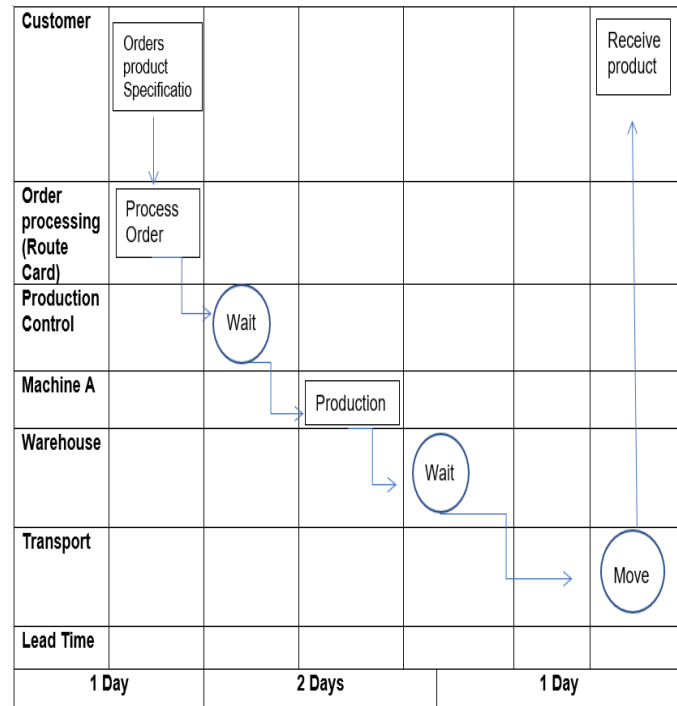 Customer
Orders
product
Specificatio
Receive
product
Order
processing
(Route
Card)
Process
Order
Production
Control
Wait
Machine A
Production
Warehouse
Wait
Transport
Move
Lead Time
1 Day
2 Days
1 Day